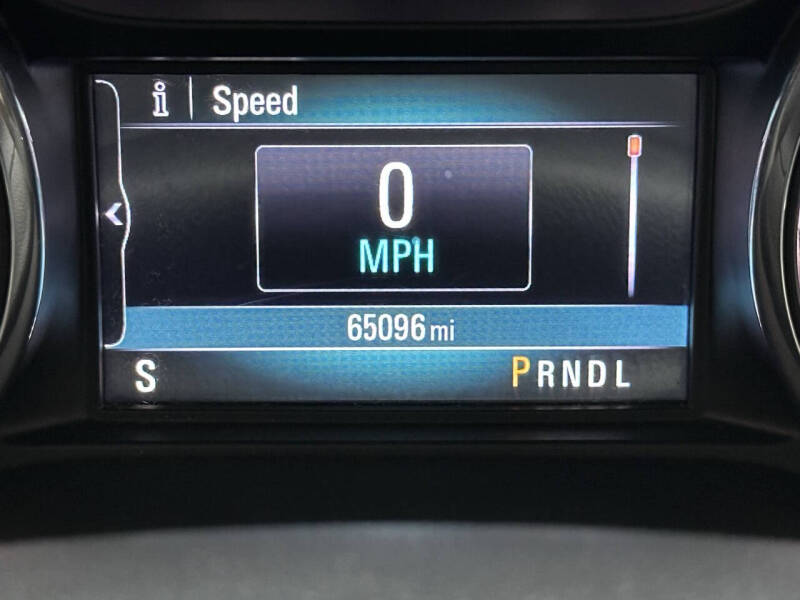 i Speed
0
MPH
65096 mi
S PRNDL